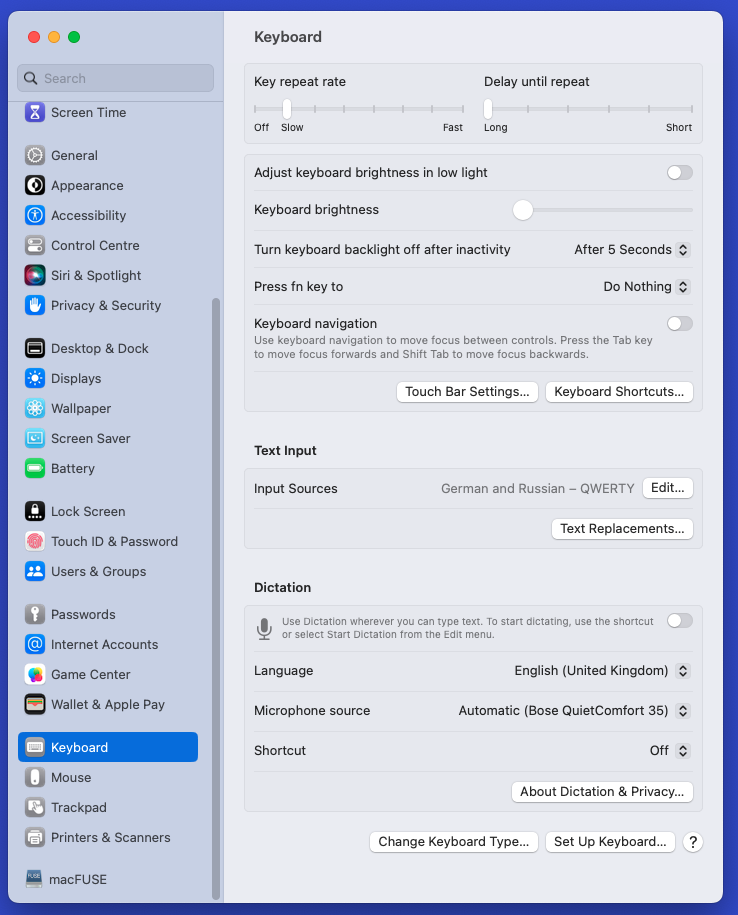 Search
Screen Time
General
Appearance
Accessibility
Control Centre
Siri & Spotlight
Privacy & Security
Desktop & Dock
Displays
Wallpaper
Screen Saver
Battery
Lock Screen
Touch ID & Password
Users & Groups
Passwords
Internet Accounts
Game Center
Wallet & Apple Pay
Keyboard
Mouse
Trackpad
Printers & Scanners
FUSE
macFUSE
Keyboard
Key repeat rate
Delay until repeat
Off Slow Fast
Long Short
Adjust keyboard brightness in low light
Keyboard brightness
Turn keyboard backlight off after inactivity After 5 Seconds
Press fn key to Do Nothing
Keyboard navigation
Use keyboard navigation to move focus between controls. Press the Tab key
to move focus forwards and Shift Tab to move focus backwards.
Touch Bar Settings... Keyboard Shortcuts...
Text Input
Input Sources German and Russian – QWERTY Edit...
Text Replacements...
Dictation
Use Dictation wherever you can type text. To start dictating, use the shortcut
or select Start Dictation from the Edit menu.
Language English (United Kingdom)
Microphone source Automatic (Bose QuietComfort 35)
Shortcut Off
About Dictation & Privacy...
Change Keyboard Type... Set Up Keyboard... ?